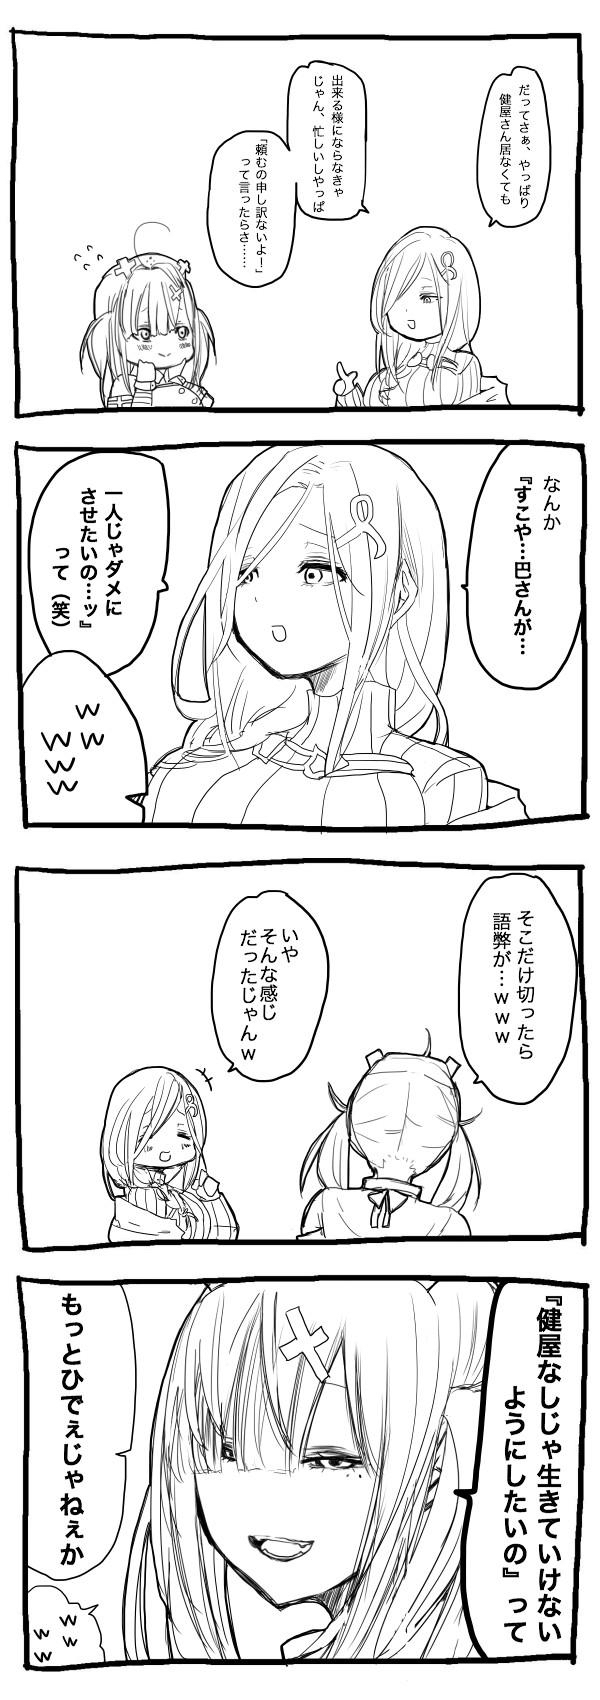 だってさぁ、やっぱり
健屋さん居なくても
出来る様にならなきゃ
じゃん、忙しいしやっぱ
「頼むの申し訳ないよ！」
って言ったらさ……
なんか
『すこや…巴さんが…
一人じゃダメに
させたいの…ッ』
って（笑）
w
w
w
w
w
そこだけ切ったら
語弊が…ｗｗｗ
いや
そんな感じ
だったじゃんｗ
『健屋なしじゃ生きていけない
ようにしたいの』って
もっとひでぇじゃねぇか
w
w
w
w